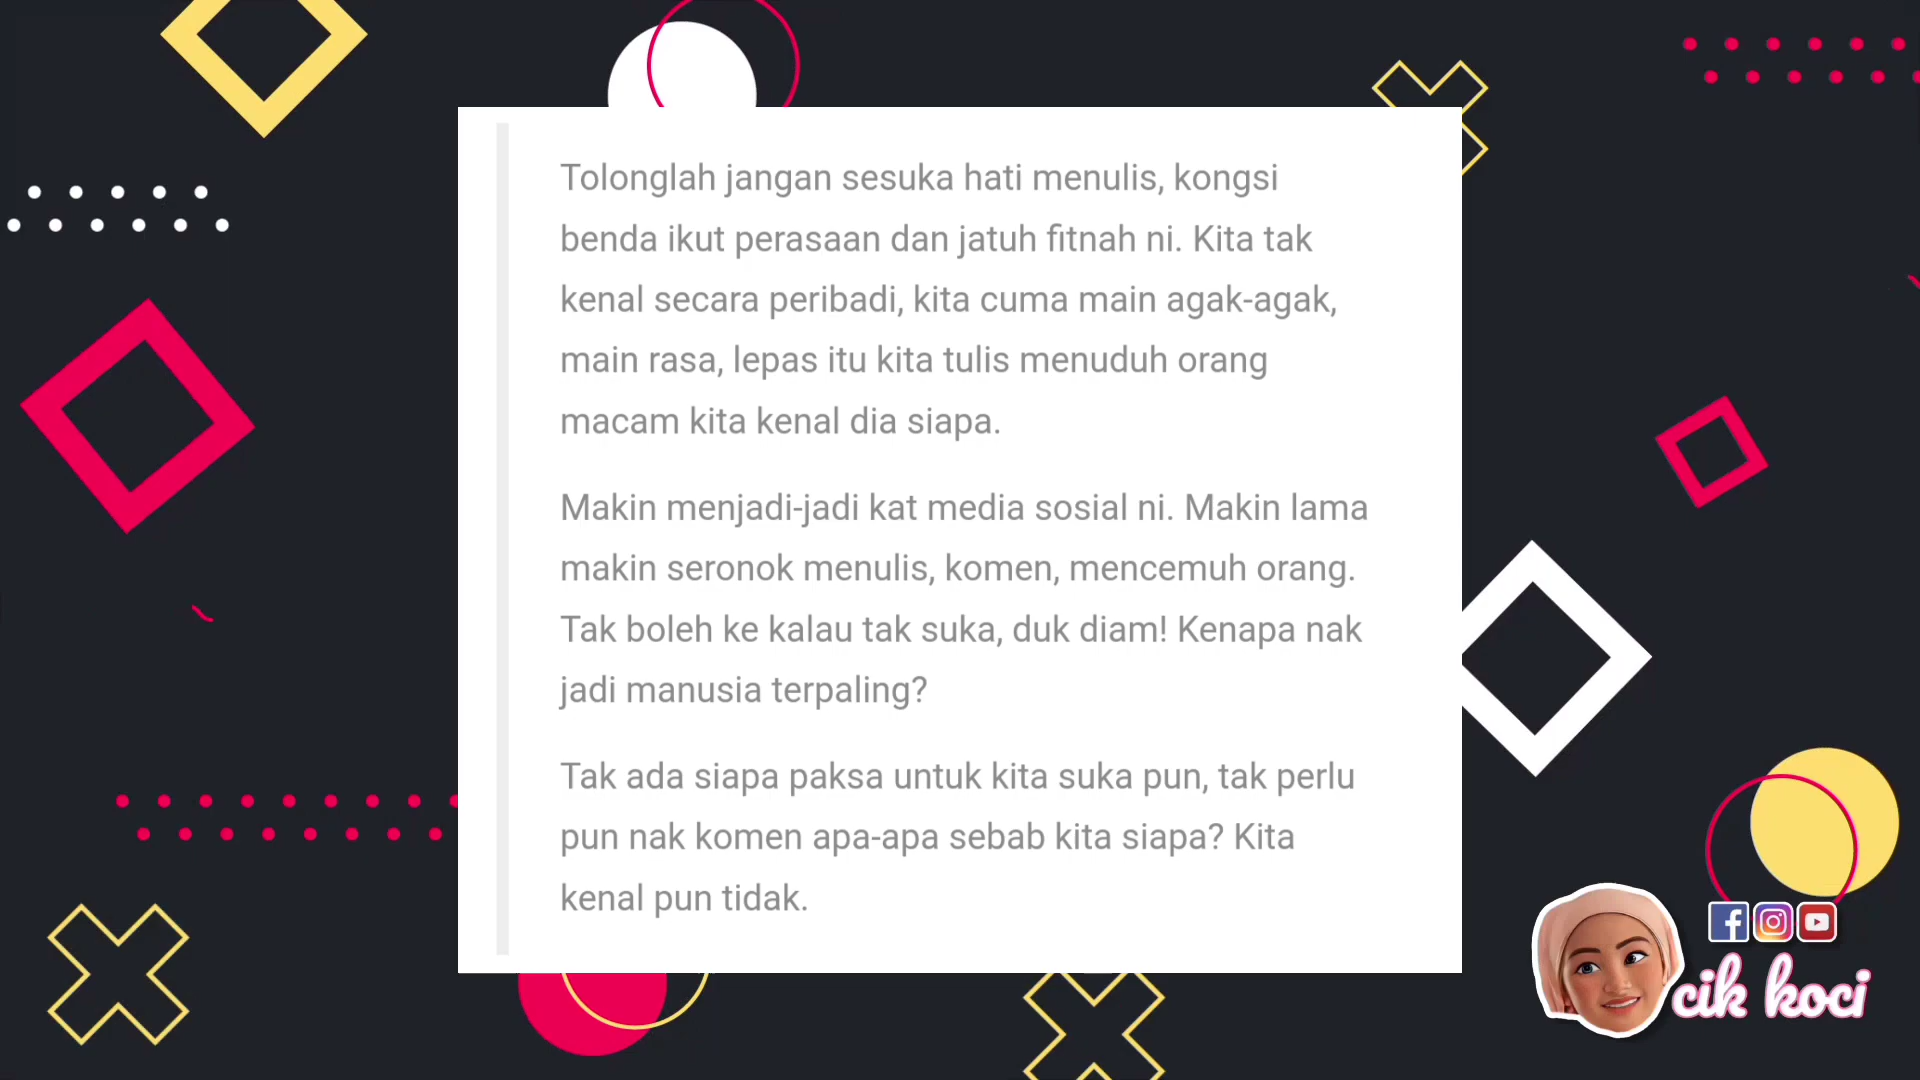 Tolonglah jangan sesuka hati menulis, kongsi
benda ikut perasaan dan jatuh fitnah ni. Kita tak
kenal secara peribadi, kita cuma main agak-agak,
main rasa, lepas itu kita tulis menuduh orang
macam kita kenal dia siapa.
Makin menjadi-jadi kat media sosial ni. Makin lama
makin seronok menulis, komen, mencemuh orang.
Tak boleh ke kalau tak suka, duk diam! Kenapa nak
jadi manusia terpaling?
Tak ada siapa paksa untuk kita suka pun, tak perlu
pun nak komen apa-apa sebab kita siapa? Kita
kenal pun tidak.
cik koci